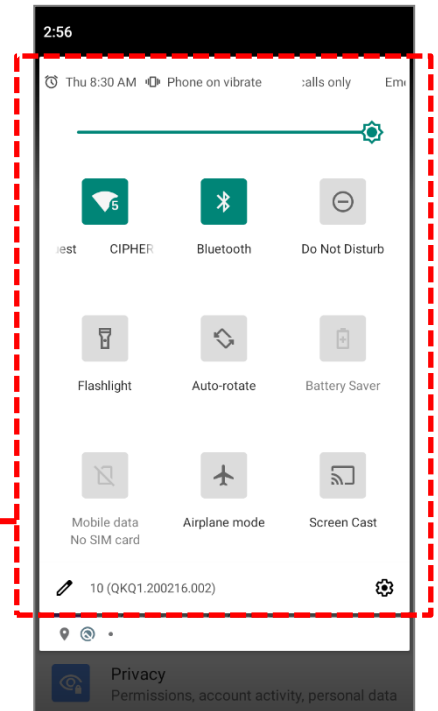 2:56
Thu 8:30 AM Phone on vibrate calls only
5
CIPHER Bluetooth Do Not Disturb
Flashlight Auto-rotate Battery Saver
Mobile data Airplane mode Screen Cast
No SIM card
10 (QKQ1.200216.002)
Privacy
Permissions, account activity, personal data